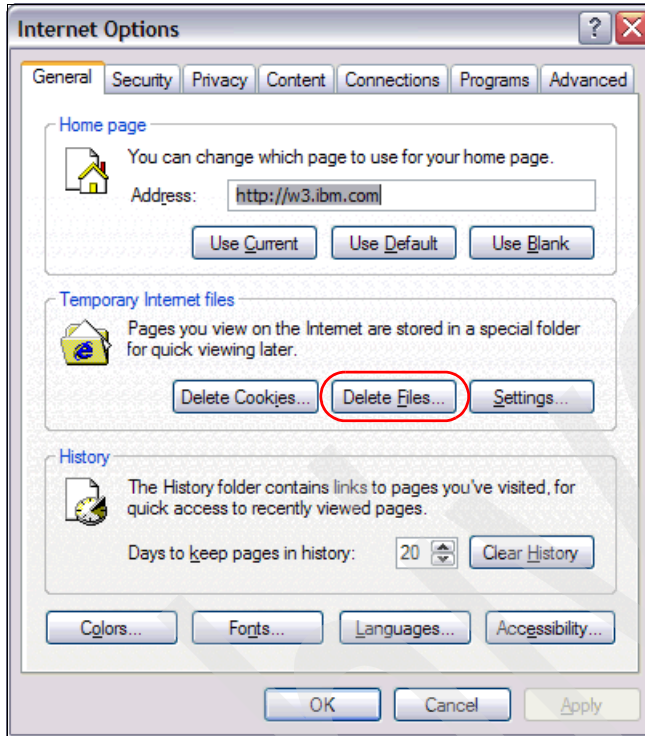 Internet Options
General Security Privacy Content Connections Programs Advanced
Home page
You can change which page to use for your home page.
Address: http://w3.ibm.com
Use Current Use Default Use Blank
Temporary Internet files
Pages you view on the Internet are stored in a special folder
for quick viewing later.
Delete Cookies... Delete Files... Settings...
History
The History folder contains links to pages you've visited, for
quick access to recently viewed pages.
Days to keep pages in history: 20 Clear History
Colors... Fonts... Languages... Accessibility...
OK Cancel Apply